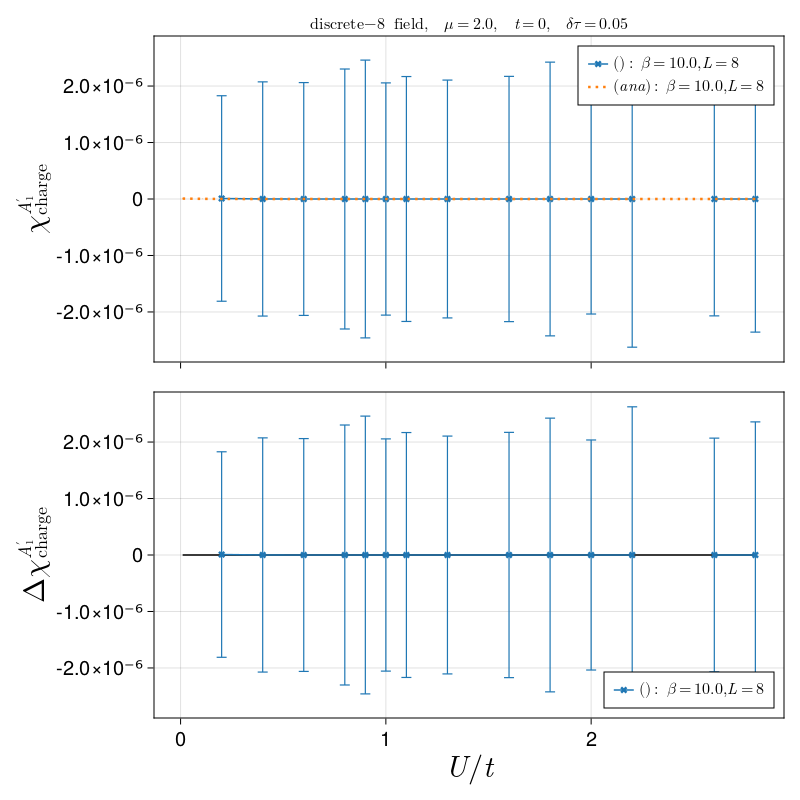 discrete−8 field, μ = 2.0, t = 0, δτ = 0.05
() : β = 10.0, L = 8
(ana) : β = 10.0, L = 8
2.0×10⁻⁶
1.0×10⁻⁶
0
-1.0×10⁻⁶
-2.0×10⁻⁶
χ^{A₁′}_{charge}
2.0×10⁻⁶
1.0×10⁻⁶
0
-1.0×10⁻⁶
-2.0×10⁻⁶
Δχ^{A₁′}_{charge}
() : β = 10.0, L = 8
0 1 2
U/t